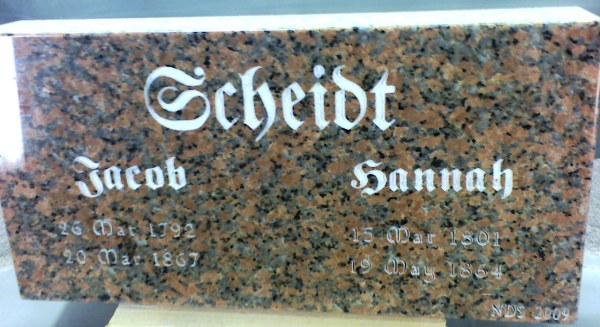 Scheidt
Jacob
Hannah
26 Mar 1792
20 Mar 1867
15 Mar 1801
19 May 1864
NDS 2009